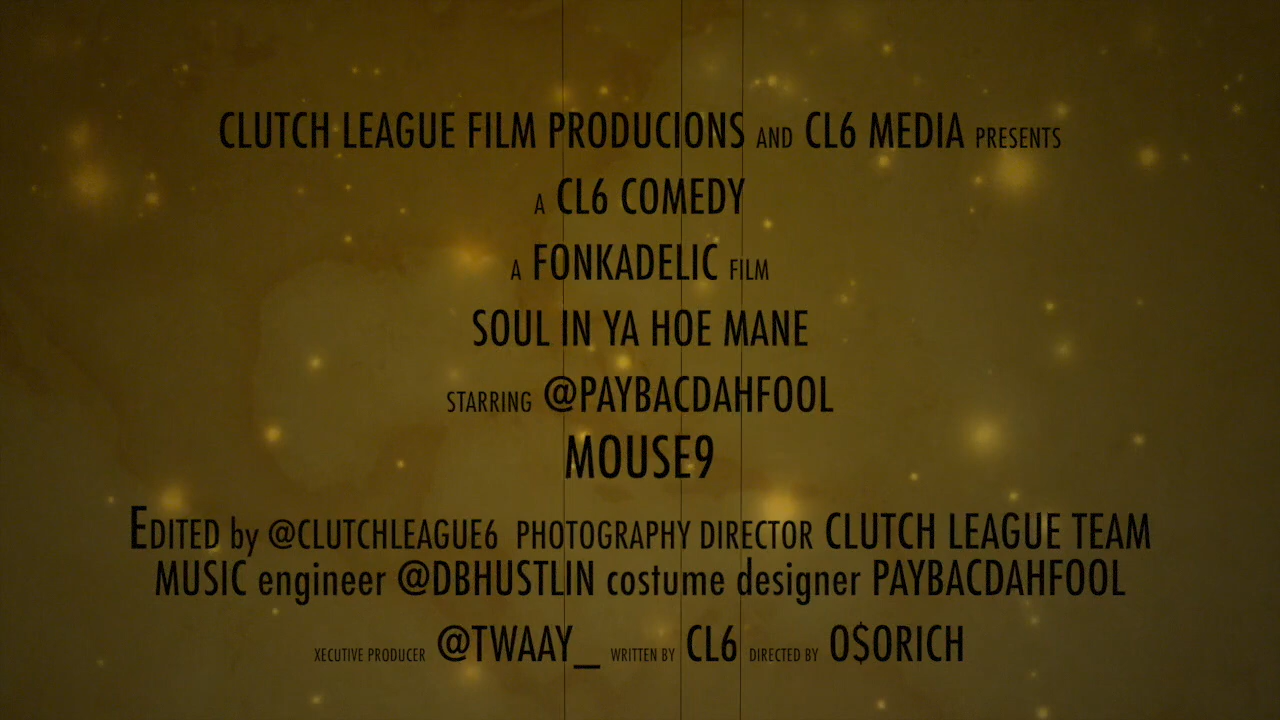 CLUTCH LEAGUE FILM PRODUCIONS AND CL6 MEDIA PRESENTS
A CL6 COMEDY
A FONKADELIC FILM
SOUL IN YA HOE MANE
STARRING @PAYBACDAHFOOL
MOUSE9
EDITED by @CLUTCHLEAGUE6 PHOTOGRAPHY DIRECTOR CLUTCH LEAGUE TEAM
MUSIC engineer @DBHUSTLIN costume designer PAYBACDAHFOOL
XECUTIVE PRODUCER @TWAAY_ WRITTEN BY CL6 DIRECTED BY O$ORICH